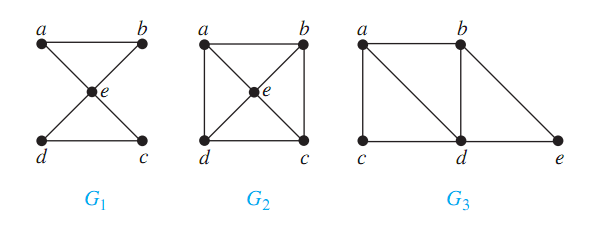 a b a b a b
e e
d c d c c d e
G₁ G₂ G₃